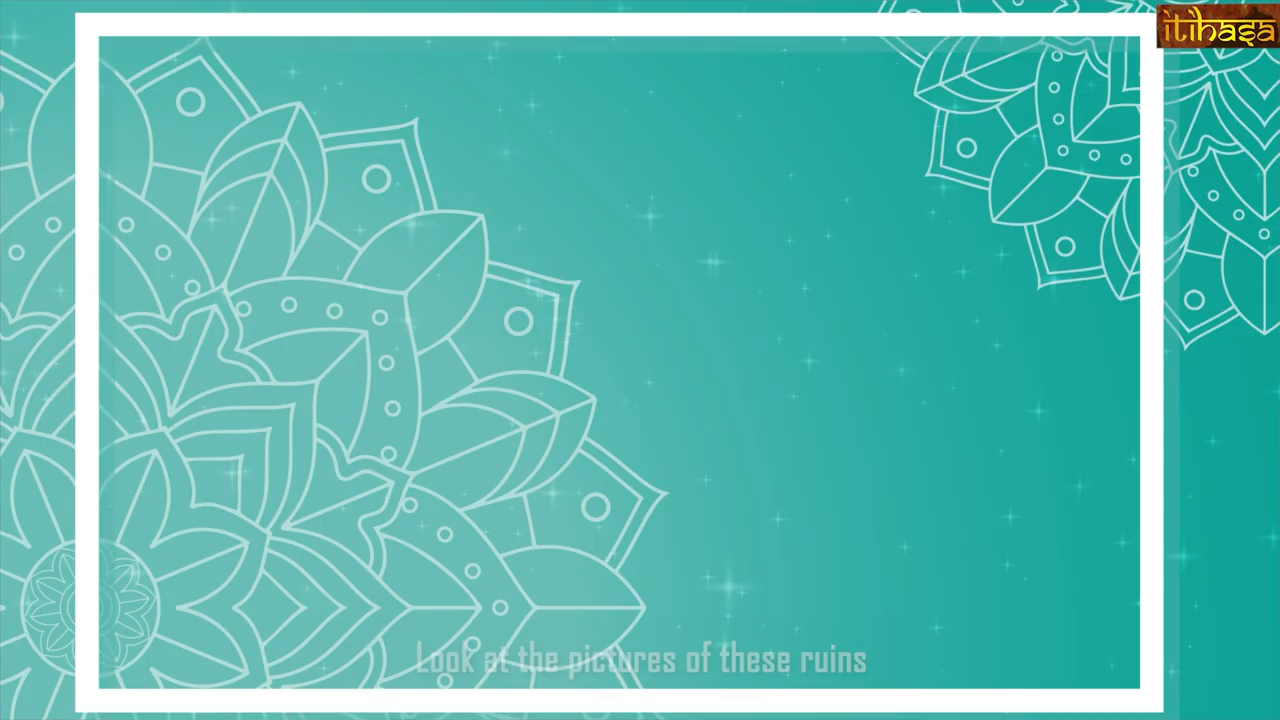 itihasa
Look at the pictures of these ruins